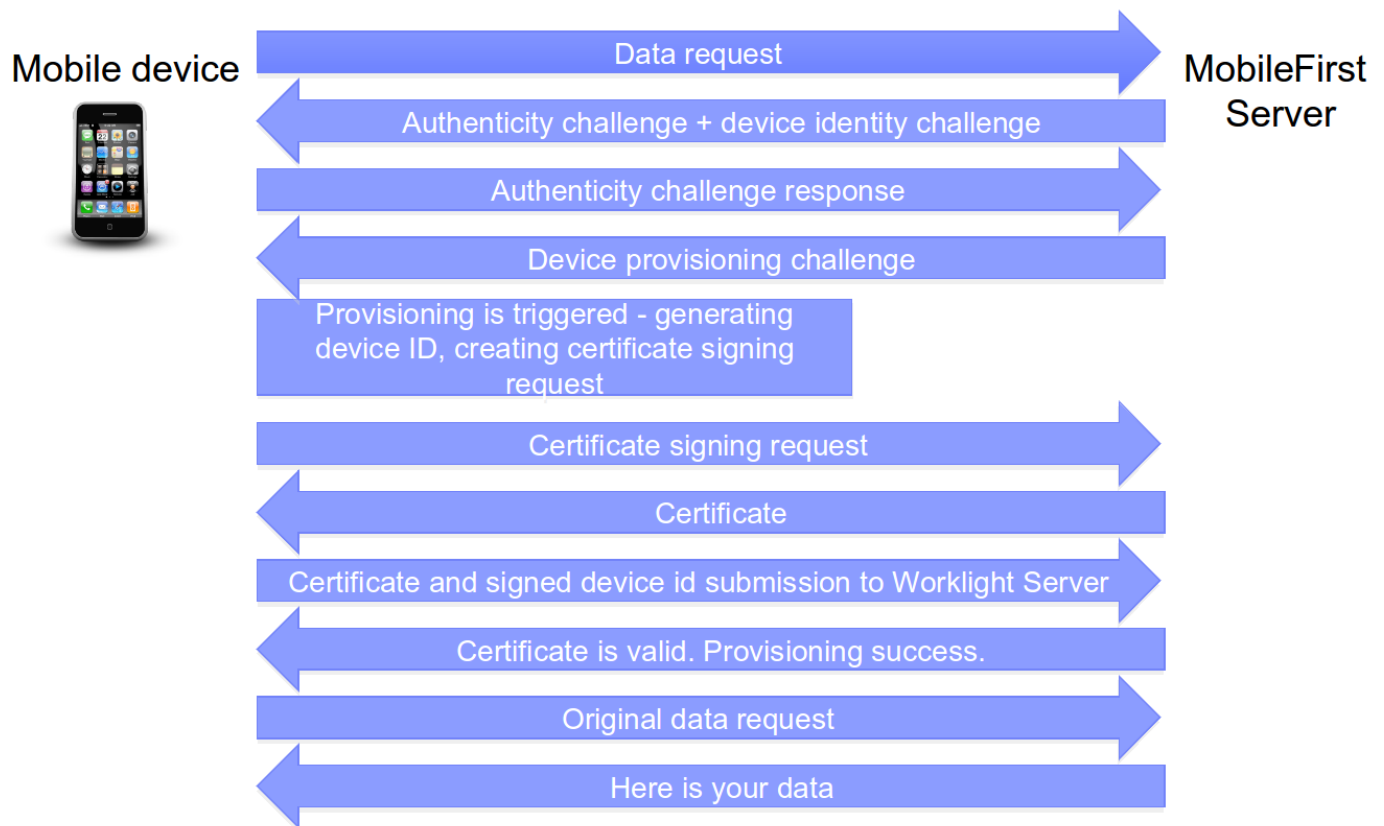 Data request
Mobile device
MobileFirst
Server
Authenticity challenge + device identity challenge
Authenticity challenge response
Device provisioning challenge
Provisioning is triggered - generating
device ID, creating certificate signing
request
Certificate signing request
Certificate
Certificate and signed device id submission to Worklight Server
Certificate is valid. Provisioning success.
Original data request
Here is your data